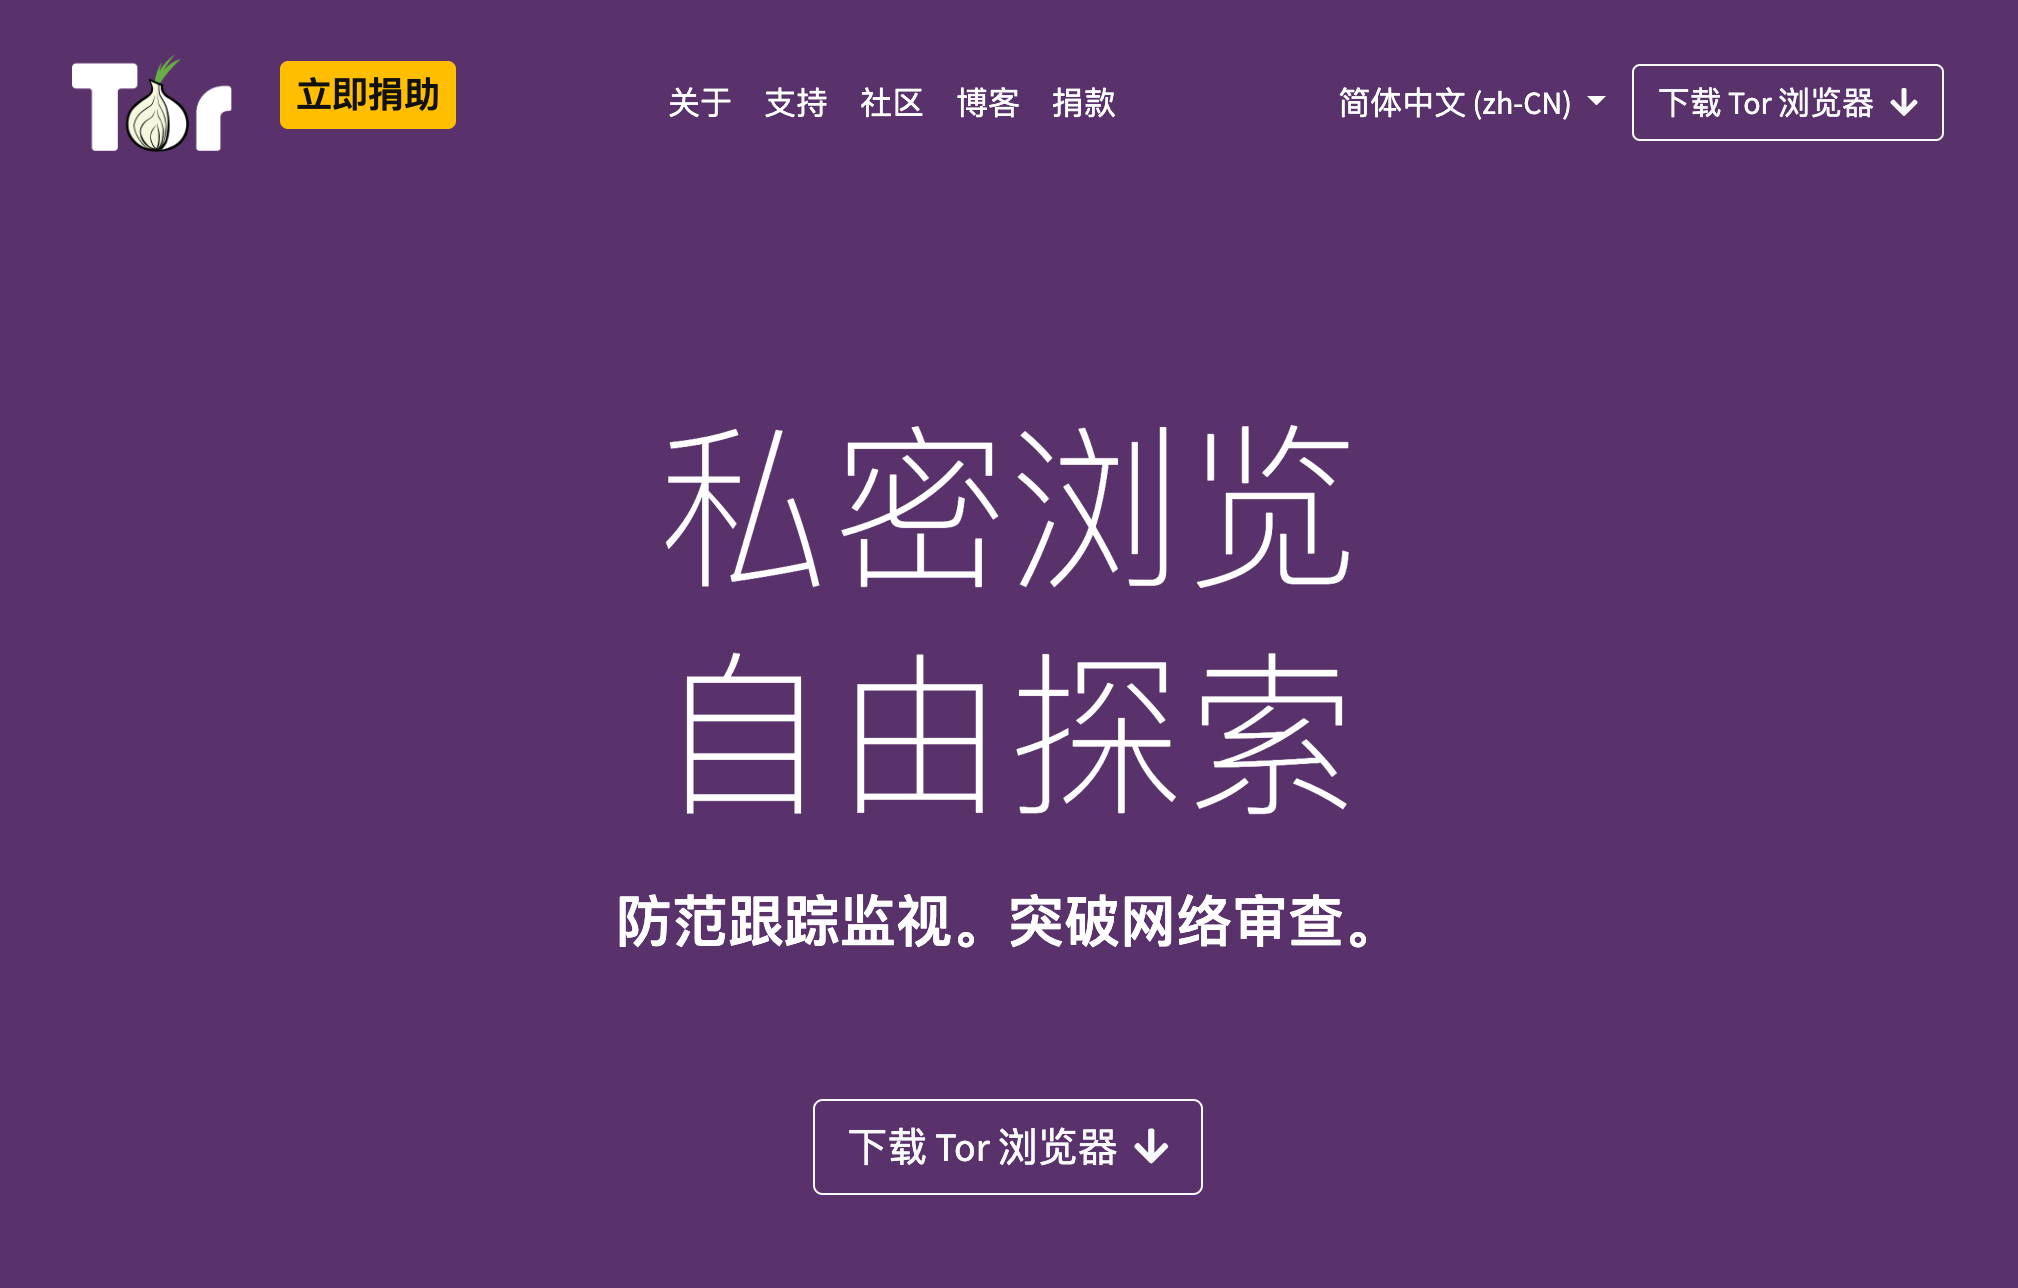 Tor
立即捐助
关于 支持 社区 博客 捐款
简体中文 (zh-CN)
下载 Tor 浏览器
私密浏览
自由探索
防范跟踪监视。突破网络审查。
下载 Tor 浏览器